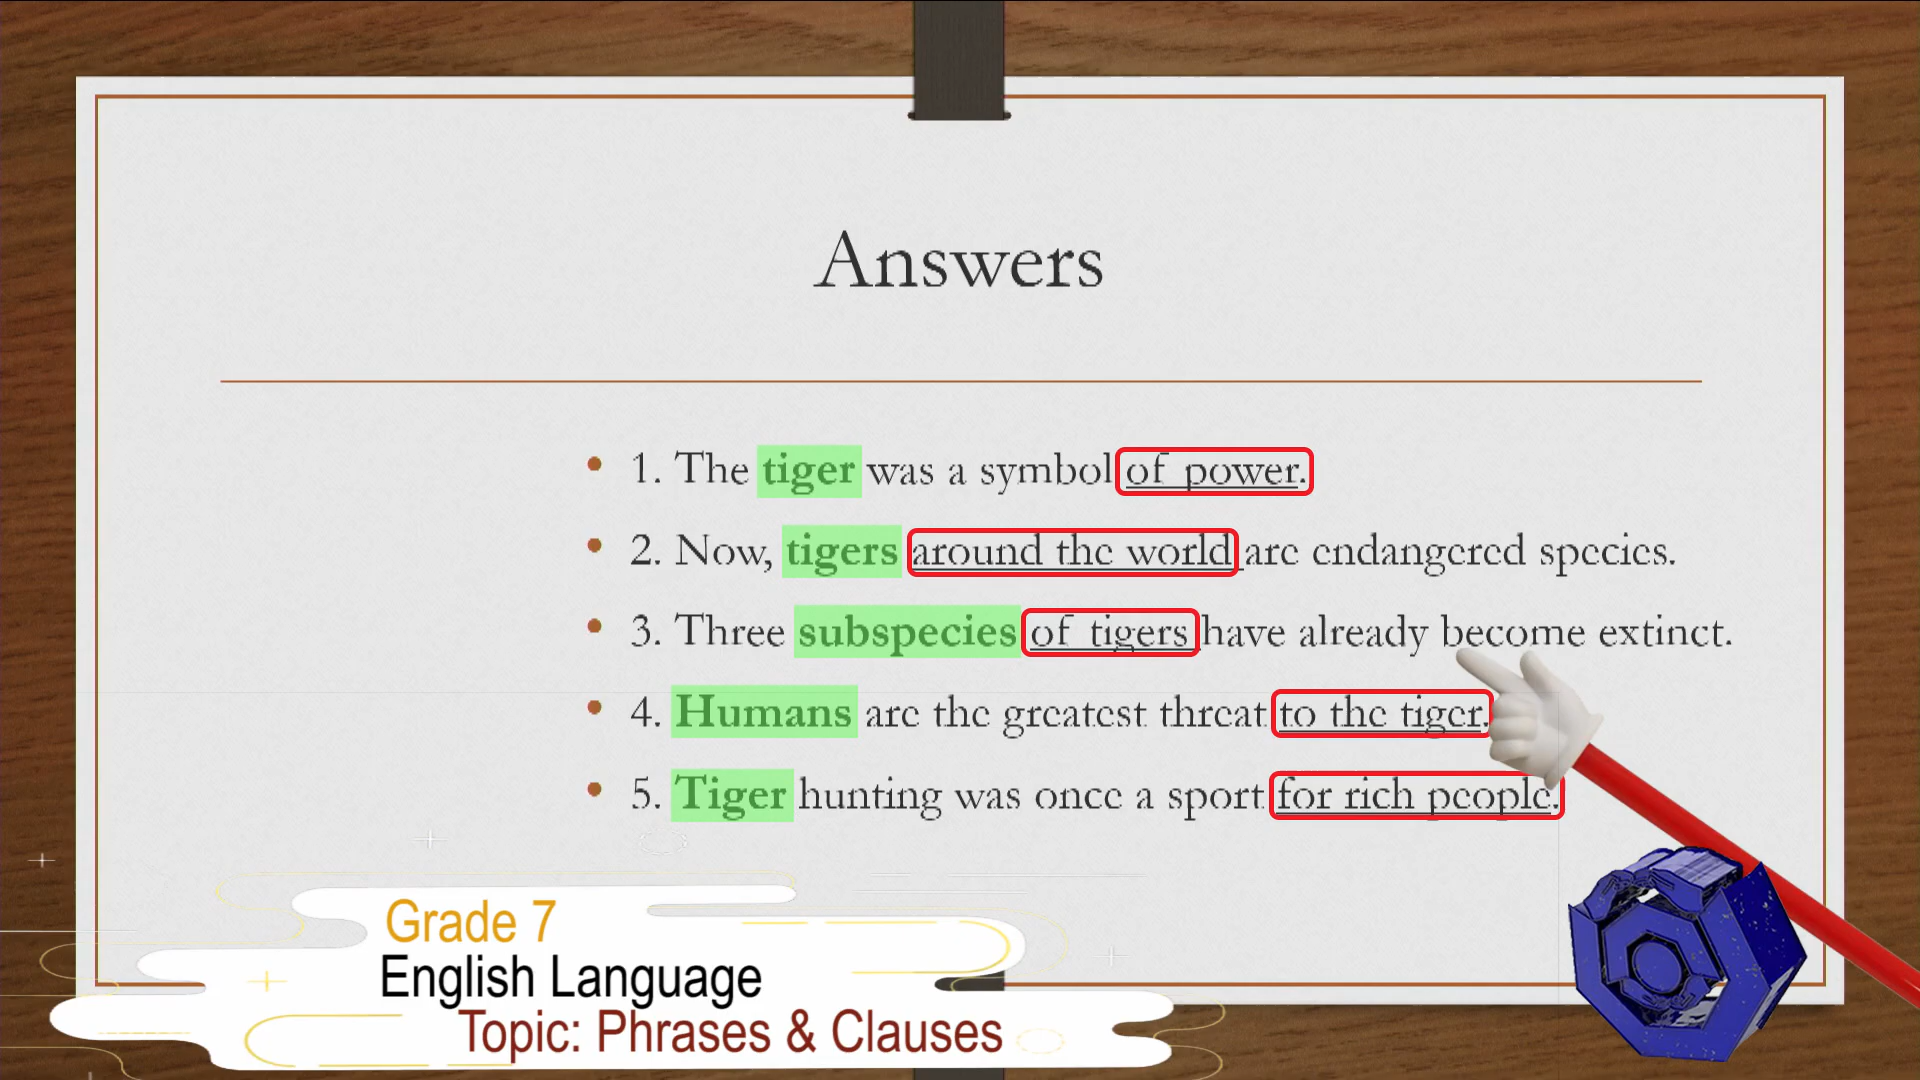 Answers
• 1. The tiger was a symbol of power.
• 2. Now, tigers around the world are endangered species.
• 3. Three subspecies of tigers have already become extinct.
• 4. Humans are the greatest threat to the tiger.
• 5. Tiger hunting was once a sport for rich people.
Grade 7
English Language
Topic: Phrases & Clauses